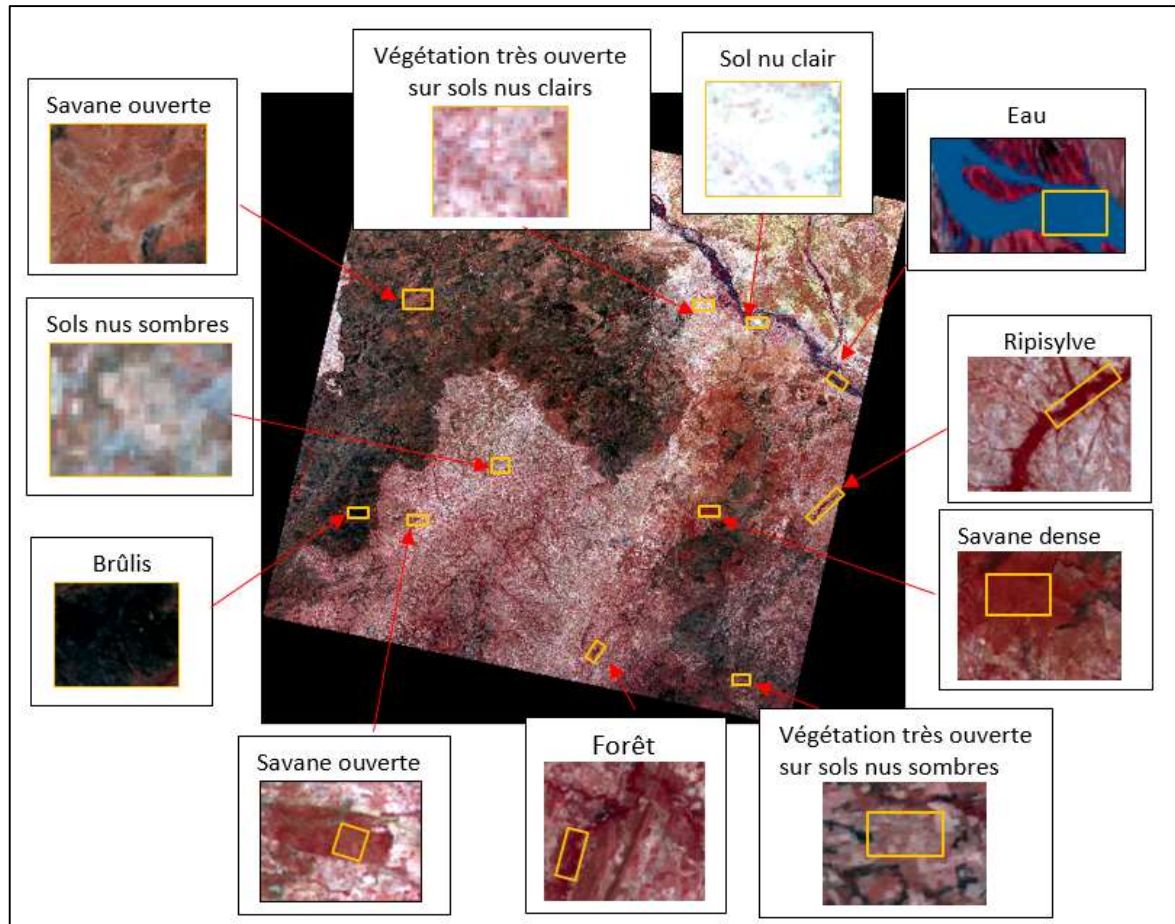 Végétation très ouverte
sur sols nus clairs
Sol nu clair
Savane ouverte
Eau
Sols nus sombres
Ripisylve
Savane dense
Brûlis
Savane ouverte
Forêt
Végétation très ouverte
sur sols nus sombres